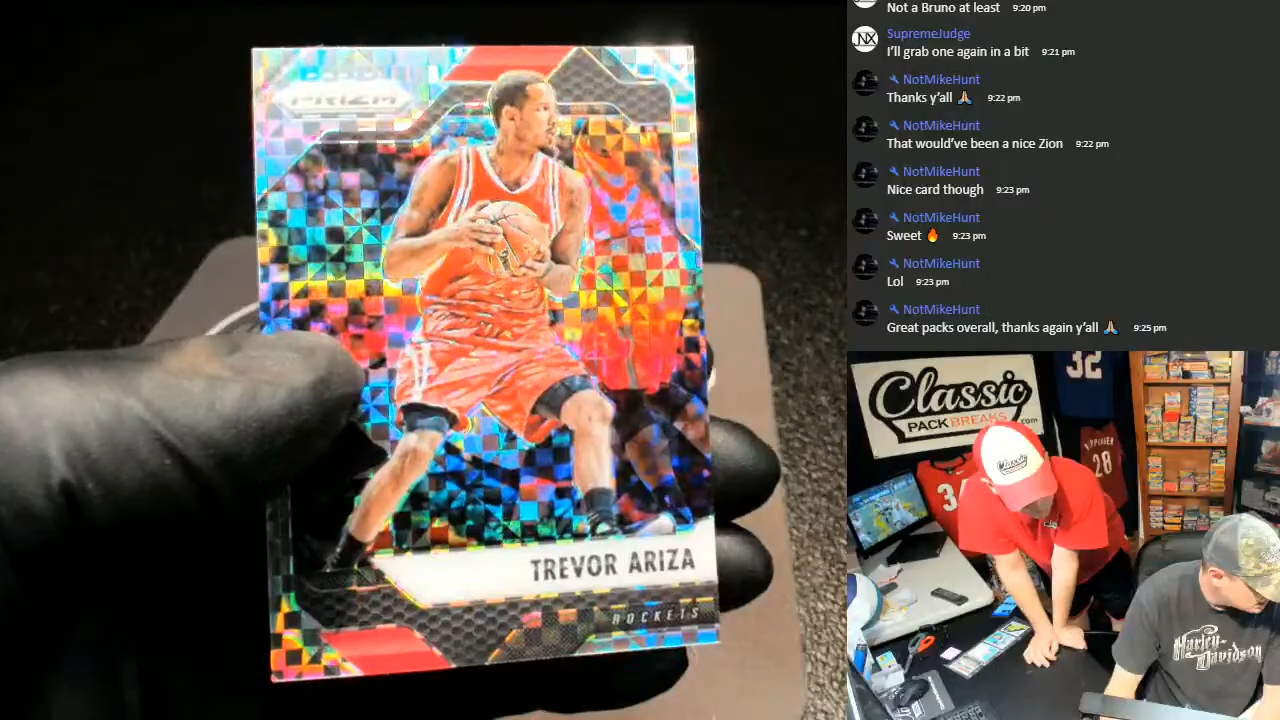 PRIZM
TREVOR ARIZA
ROCKETS
Not a Bruno at least 9:20 pm
SupremeJudge
I'll grab one again in a bit 9:21 pm
NotMikeHunt
Thanks y'all 🙏 9:22 pm
NotMikeHunt
That would've been a nice Zion 9:22 pm
NotMikeHunt
Nice card though 9:23 pm
NotMikeHunt
Sweet 🔥 9:23 pm
NotMikeHunt
Lol 9:23 pm
NotMikeHunt
Great packs overall, thanks again y'all 🙏 9:25 pm
NX
Classic
PACK BREAKS.com
32
28
Classic
Harley-Davidson